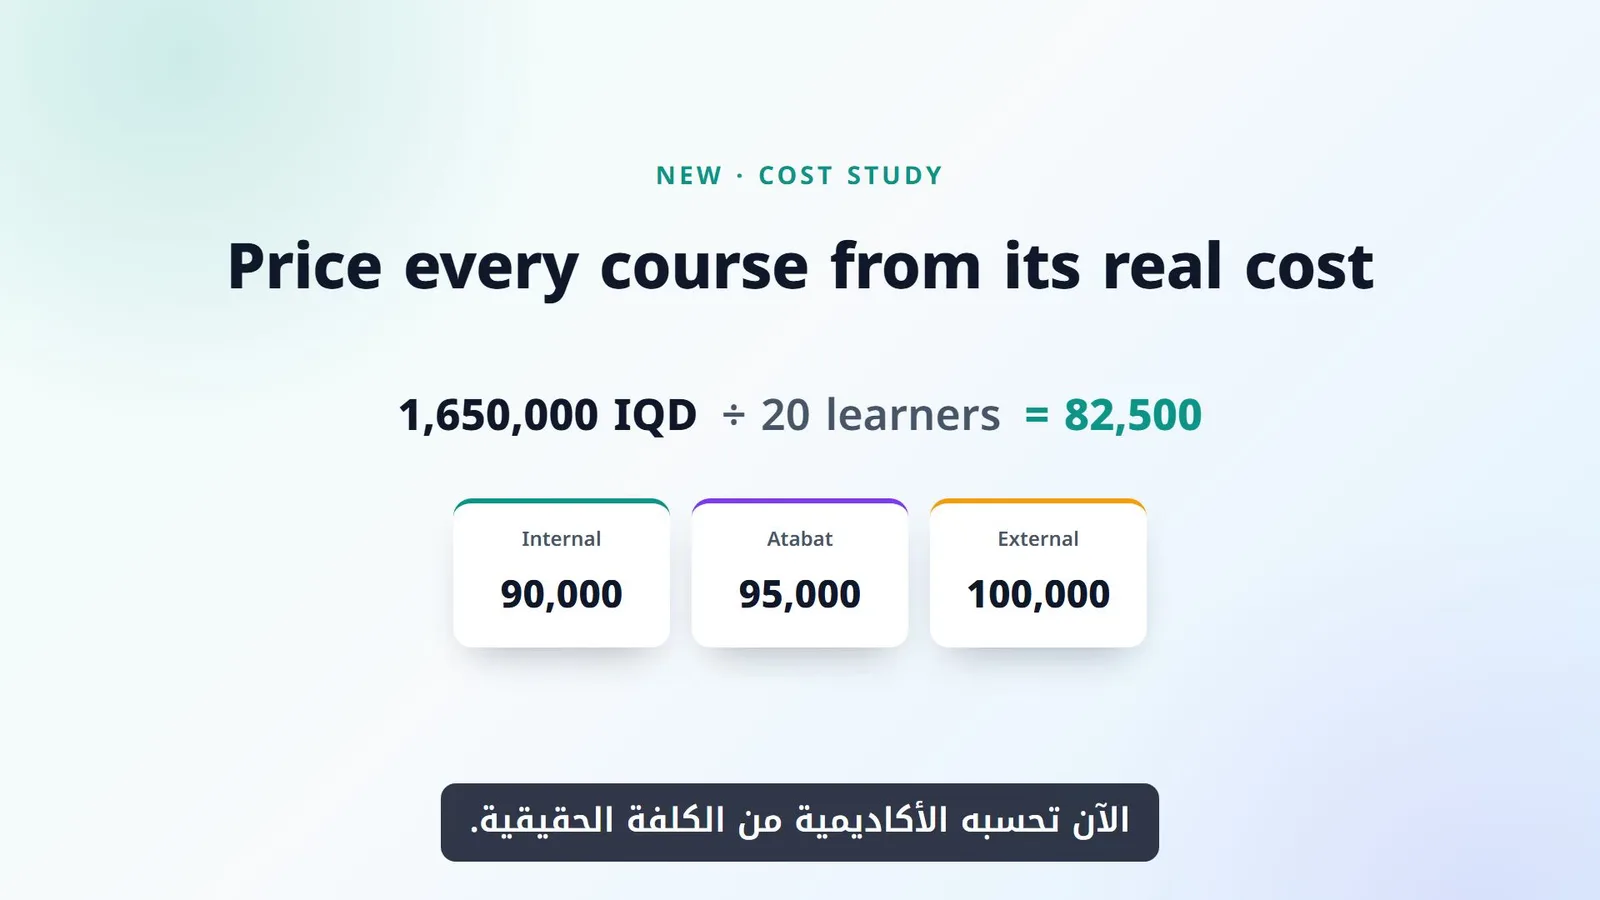 NEW · COST STUDY
Price every course from its real cost
1,650,000 IQD ÷ 20 learners = 82,500
Internal
90,000
Atabat
95,000
External
100,000
الآن تحسبه الأكاديمية من الكلفة الحقيقية.